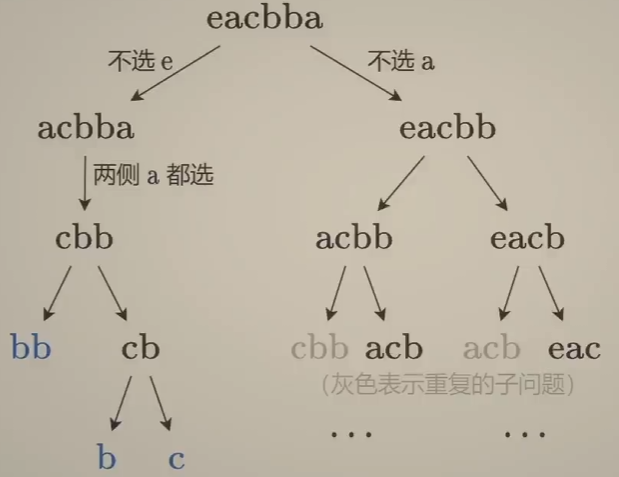 eacbba
不选 e 不选 a
acbba eacbb
两侧 a 都选
cbb acbb eacb
bb cb cbb acb acb eac
(灰色表示重复的子问题)
... ...
b c